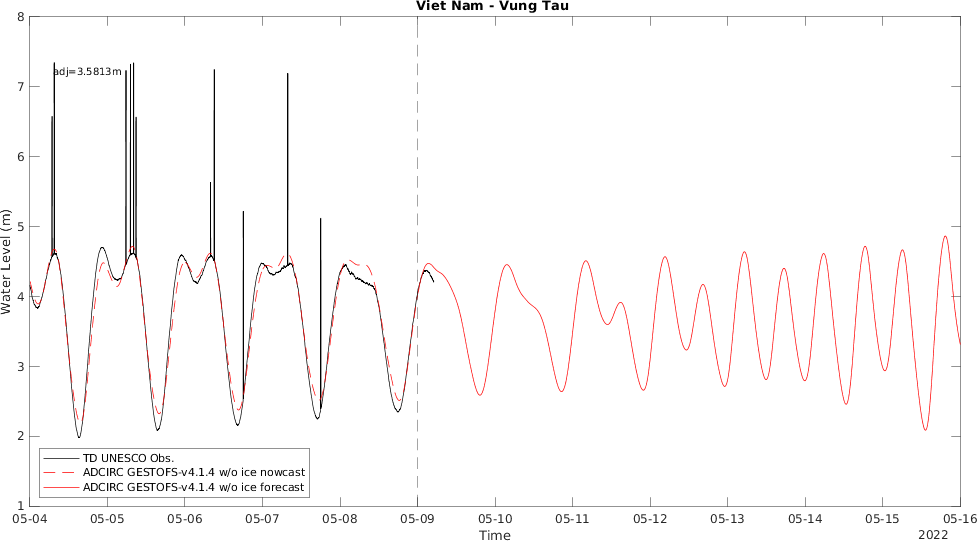 Viet Nam - Vung Tau
8
7
6
5
4
3
2
1
Water Level (m)
adj=3.5813m
TD UNESCO Obs.
ADCIRC GESTOFS-v4.1.4 w/o ice nowcast
ADCIRC GESTOFS-v4.1.4 w/o ice forecast
05-04 05-05 05-06 05-07 05-08 05-09 05-10 05-11 05-12 05-13 05-14 05-15 05-16
Time
2022